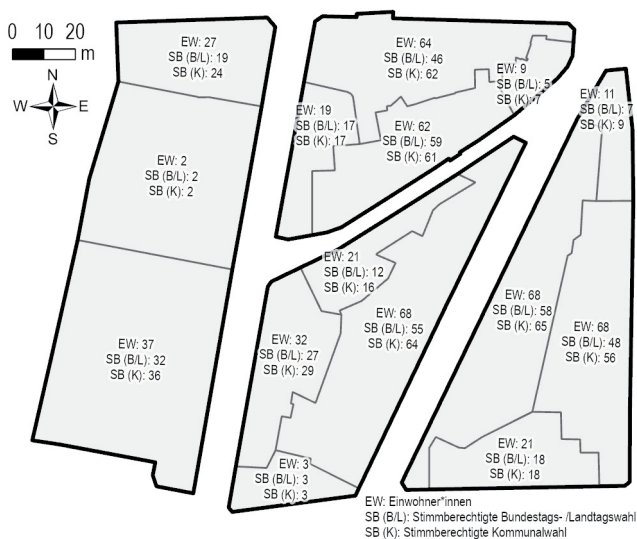 0 10 20
m
N
W E
S
EW: 27
SB (B/L): 19
SB (K): 24
EW: 2
SB (B/L): 2
SB (K): 2
EW: 37
SB (B/L): 32
SB (K): 36
EW: 64
SB (B/L): 46
SB (K): 62
EW: 9
SB (B/L): 5
SB (K): 7
EW: 19
SB (B/L): 17
SB (K): 17
EW: 62
SB (B/L): 59
SB (K): 61
EW: 11
SB (B/L): 7
SB (K): 9
EW: 21
SB (B/L): 12
SB (K): 16
EW: 68
SB (B/L): 55
SB (K): 64
EW: 32
SB (B/L): 27
SB (K): 29
EW: 3
SB (B/L): 3
SB (K): 3
EW: 68
SB (B/L): 58
SB (K): 65
EW: 68
SB (B/L): 48
SB (K): 56
EW: 21
SB (B/L): 18
SB (K): 18
EW: Einwohner*innen
SB (B/L): Stimmberechtigte Bundestags- /Landtagswahl
SB (K): Stimmberechtigte Kommunalwahl